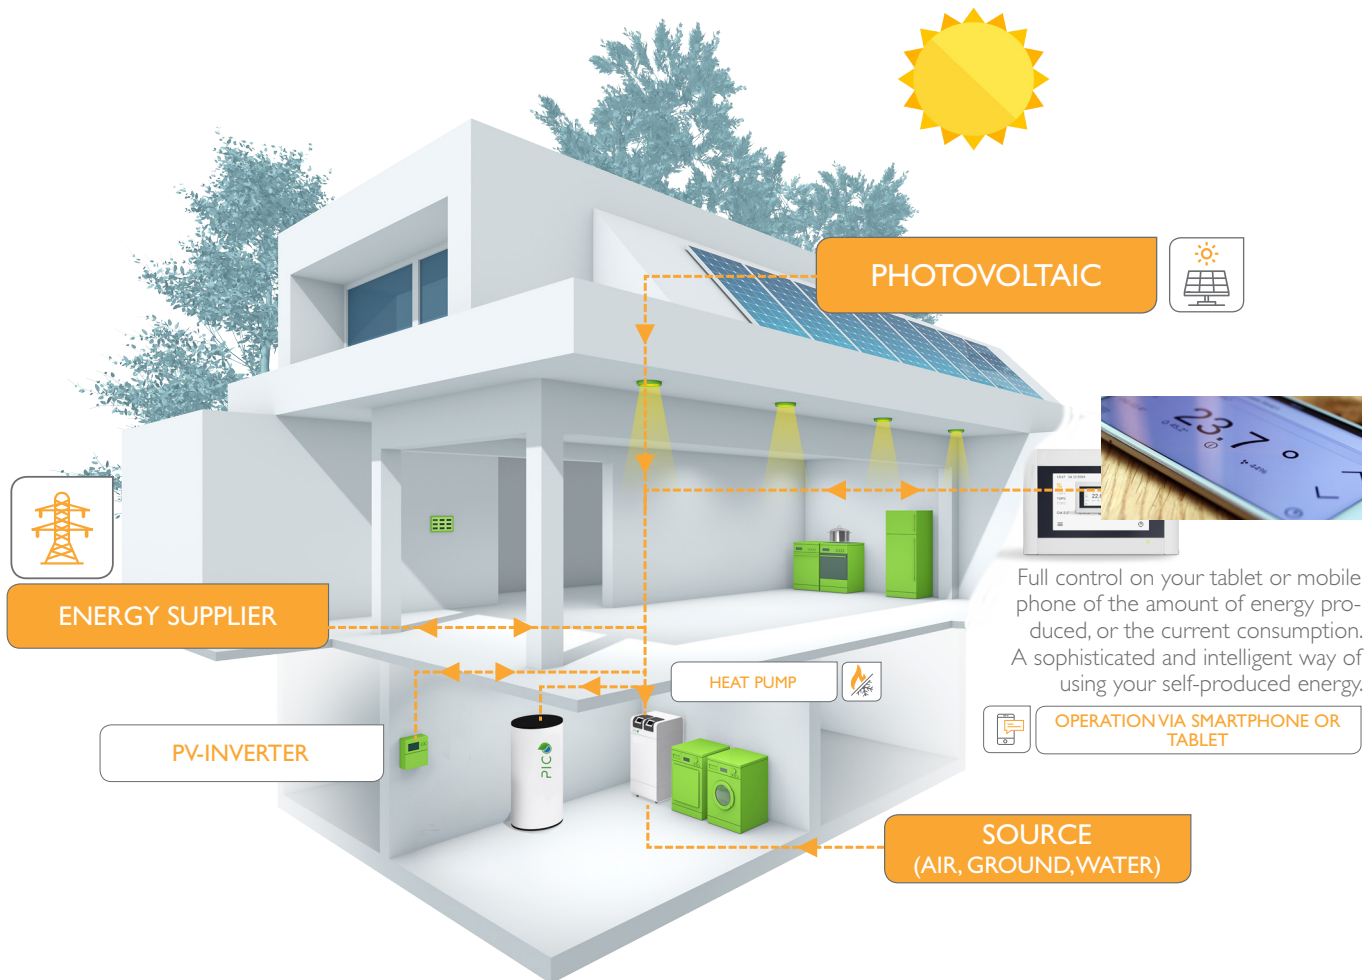 PHOTOVOLTAIC
23,7°
44%
ENERGY SUPPLIER
Full control on your tablet or mobile
phone of the amount of energy pro-
duced, or the current consumption.
A sophisticated and intelligent way of
using your self-produced energy.
HEAT PUMP
OPERATION VIA SMARTPHONE OR
TABLET
PV-INVERTER
PICO
SOURCE
(AIR, GROUND, WATER)